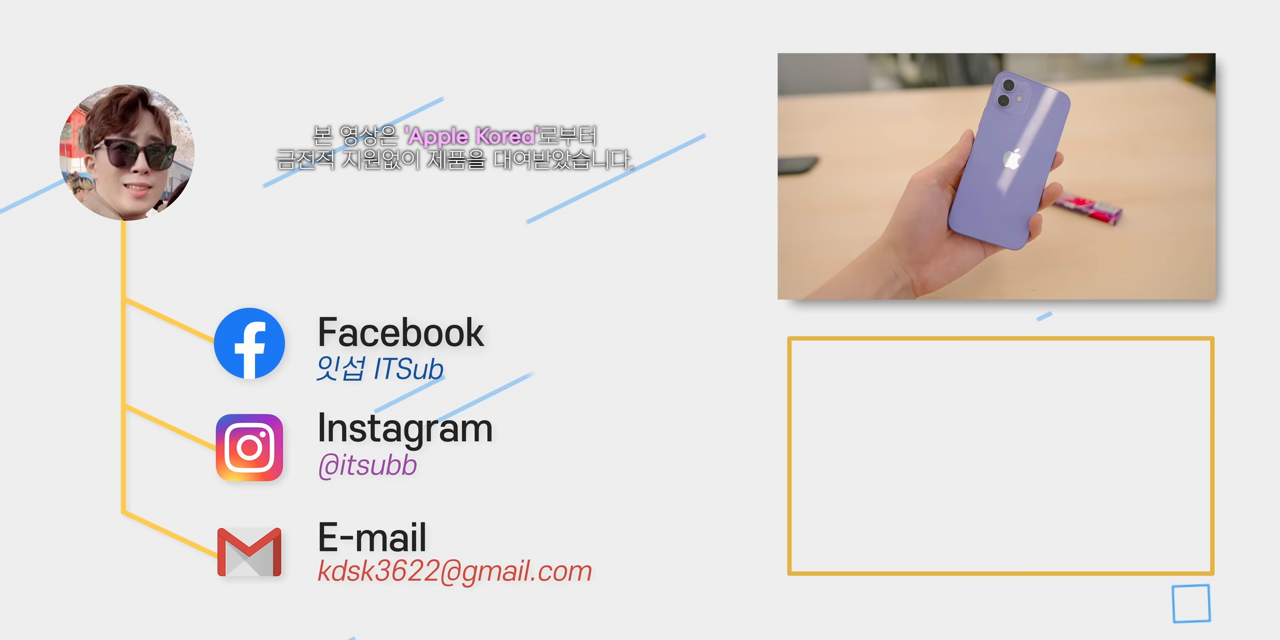 본 영상은 'Apple Korea'로부터
금전적 지원없이 제품을 대여받았습니다.
Facebook
잇섭 ITSub
Instagram
@itsubb
E-mail
kdsk3622@gmail.com